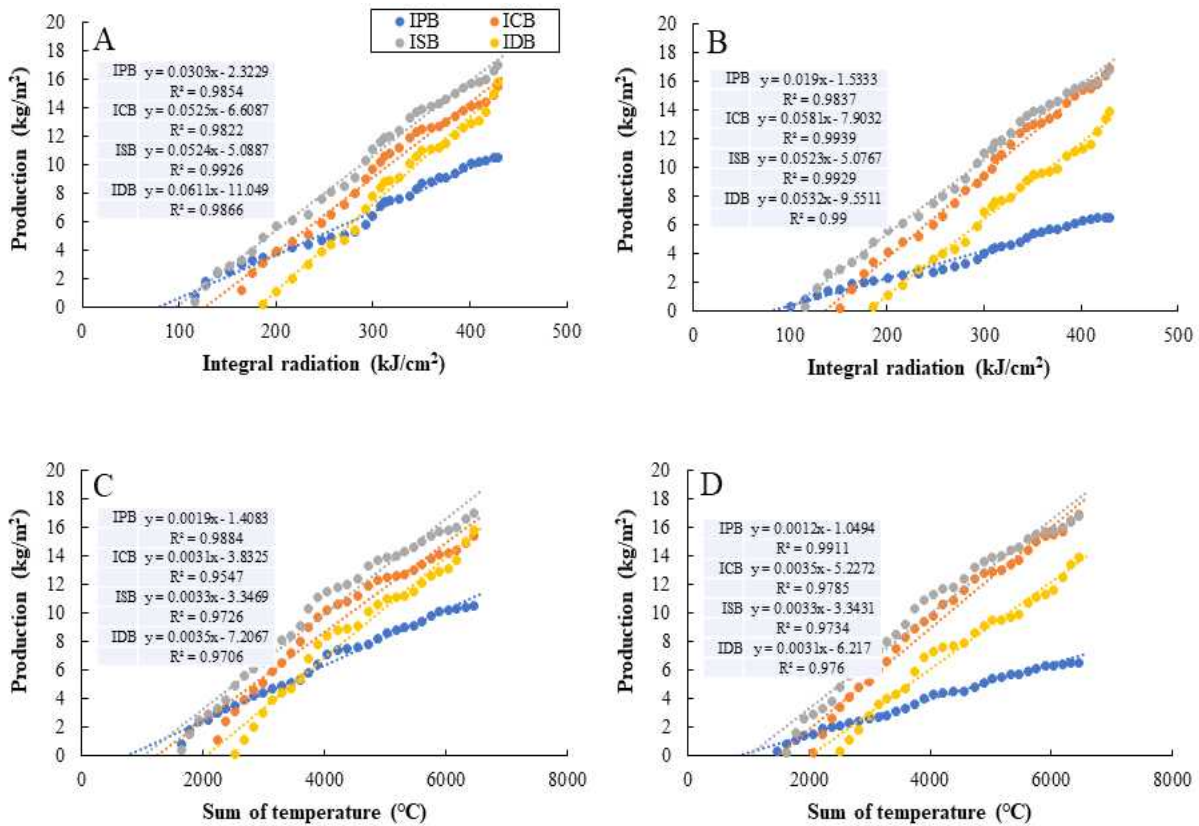 A
IPB ICB
ISB IDB
Production (kg/m²)
20
18
16
14
12
10
8
6
4
2
0
IPB y = 0.0303x - 2.3229
R² = 0.9854
ICB y = 0.0525x - 6.6087
R² = 0.9822
ISB y = 0.0524x - 5.0887
R² = 0.9926
IDB y = 0.0611x - 11.049
R² = 0.9866
0 100 200 300 400 500
Integral radiation (kJ/cm²)
B
Production (kg/m²)
20
18
16
14
12
10
8
6
4
2
0
IPB y = 0.019x - 1.5333
R² = 0.9837
ICB y = 0.0581x - 7.9032
R² = 0.9939
ISB y = 0.0523x - 5.0767
R² = 0.9929
IDB y = 0.0532x - 9.5511
R² = 0.99
0 100 200 300 400 500
Integral radiation (kJ/cm²)
C
Production (kg/m²)
20
18
16
14
12
10
8
6
4
2
0
IPB y = 0.0019x - 1.4083
R² = 0.9884
ICB y = 0.0031x - 3.8325
R² = 0.9547
ISB y = 0.0033x - 3.3469
R² = 0.9726
IDB y = 0.0035x - 7.2067
R² = 0.9706
0 2000 4000 6000 8000
Sum of temperature (°C)
D
Production (kg/m²)
20
18
16
14
12
10
8
6
4
2
0
IPB y = 0.0012x - 1.0494
R² = 0.9911
ICB y = 0.0035x - 5.2272
R² = 0.9785
ISB y = 0.0033x - 3.3431
R² = 0.9734
IDB y = 0.0031x - 6.217
R² = 0.976
0 2000 4000 6000 8000
Sum of temperature (°C)